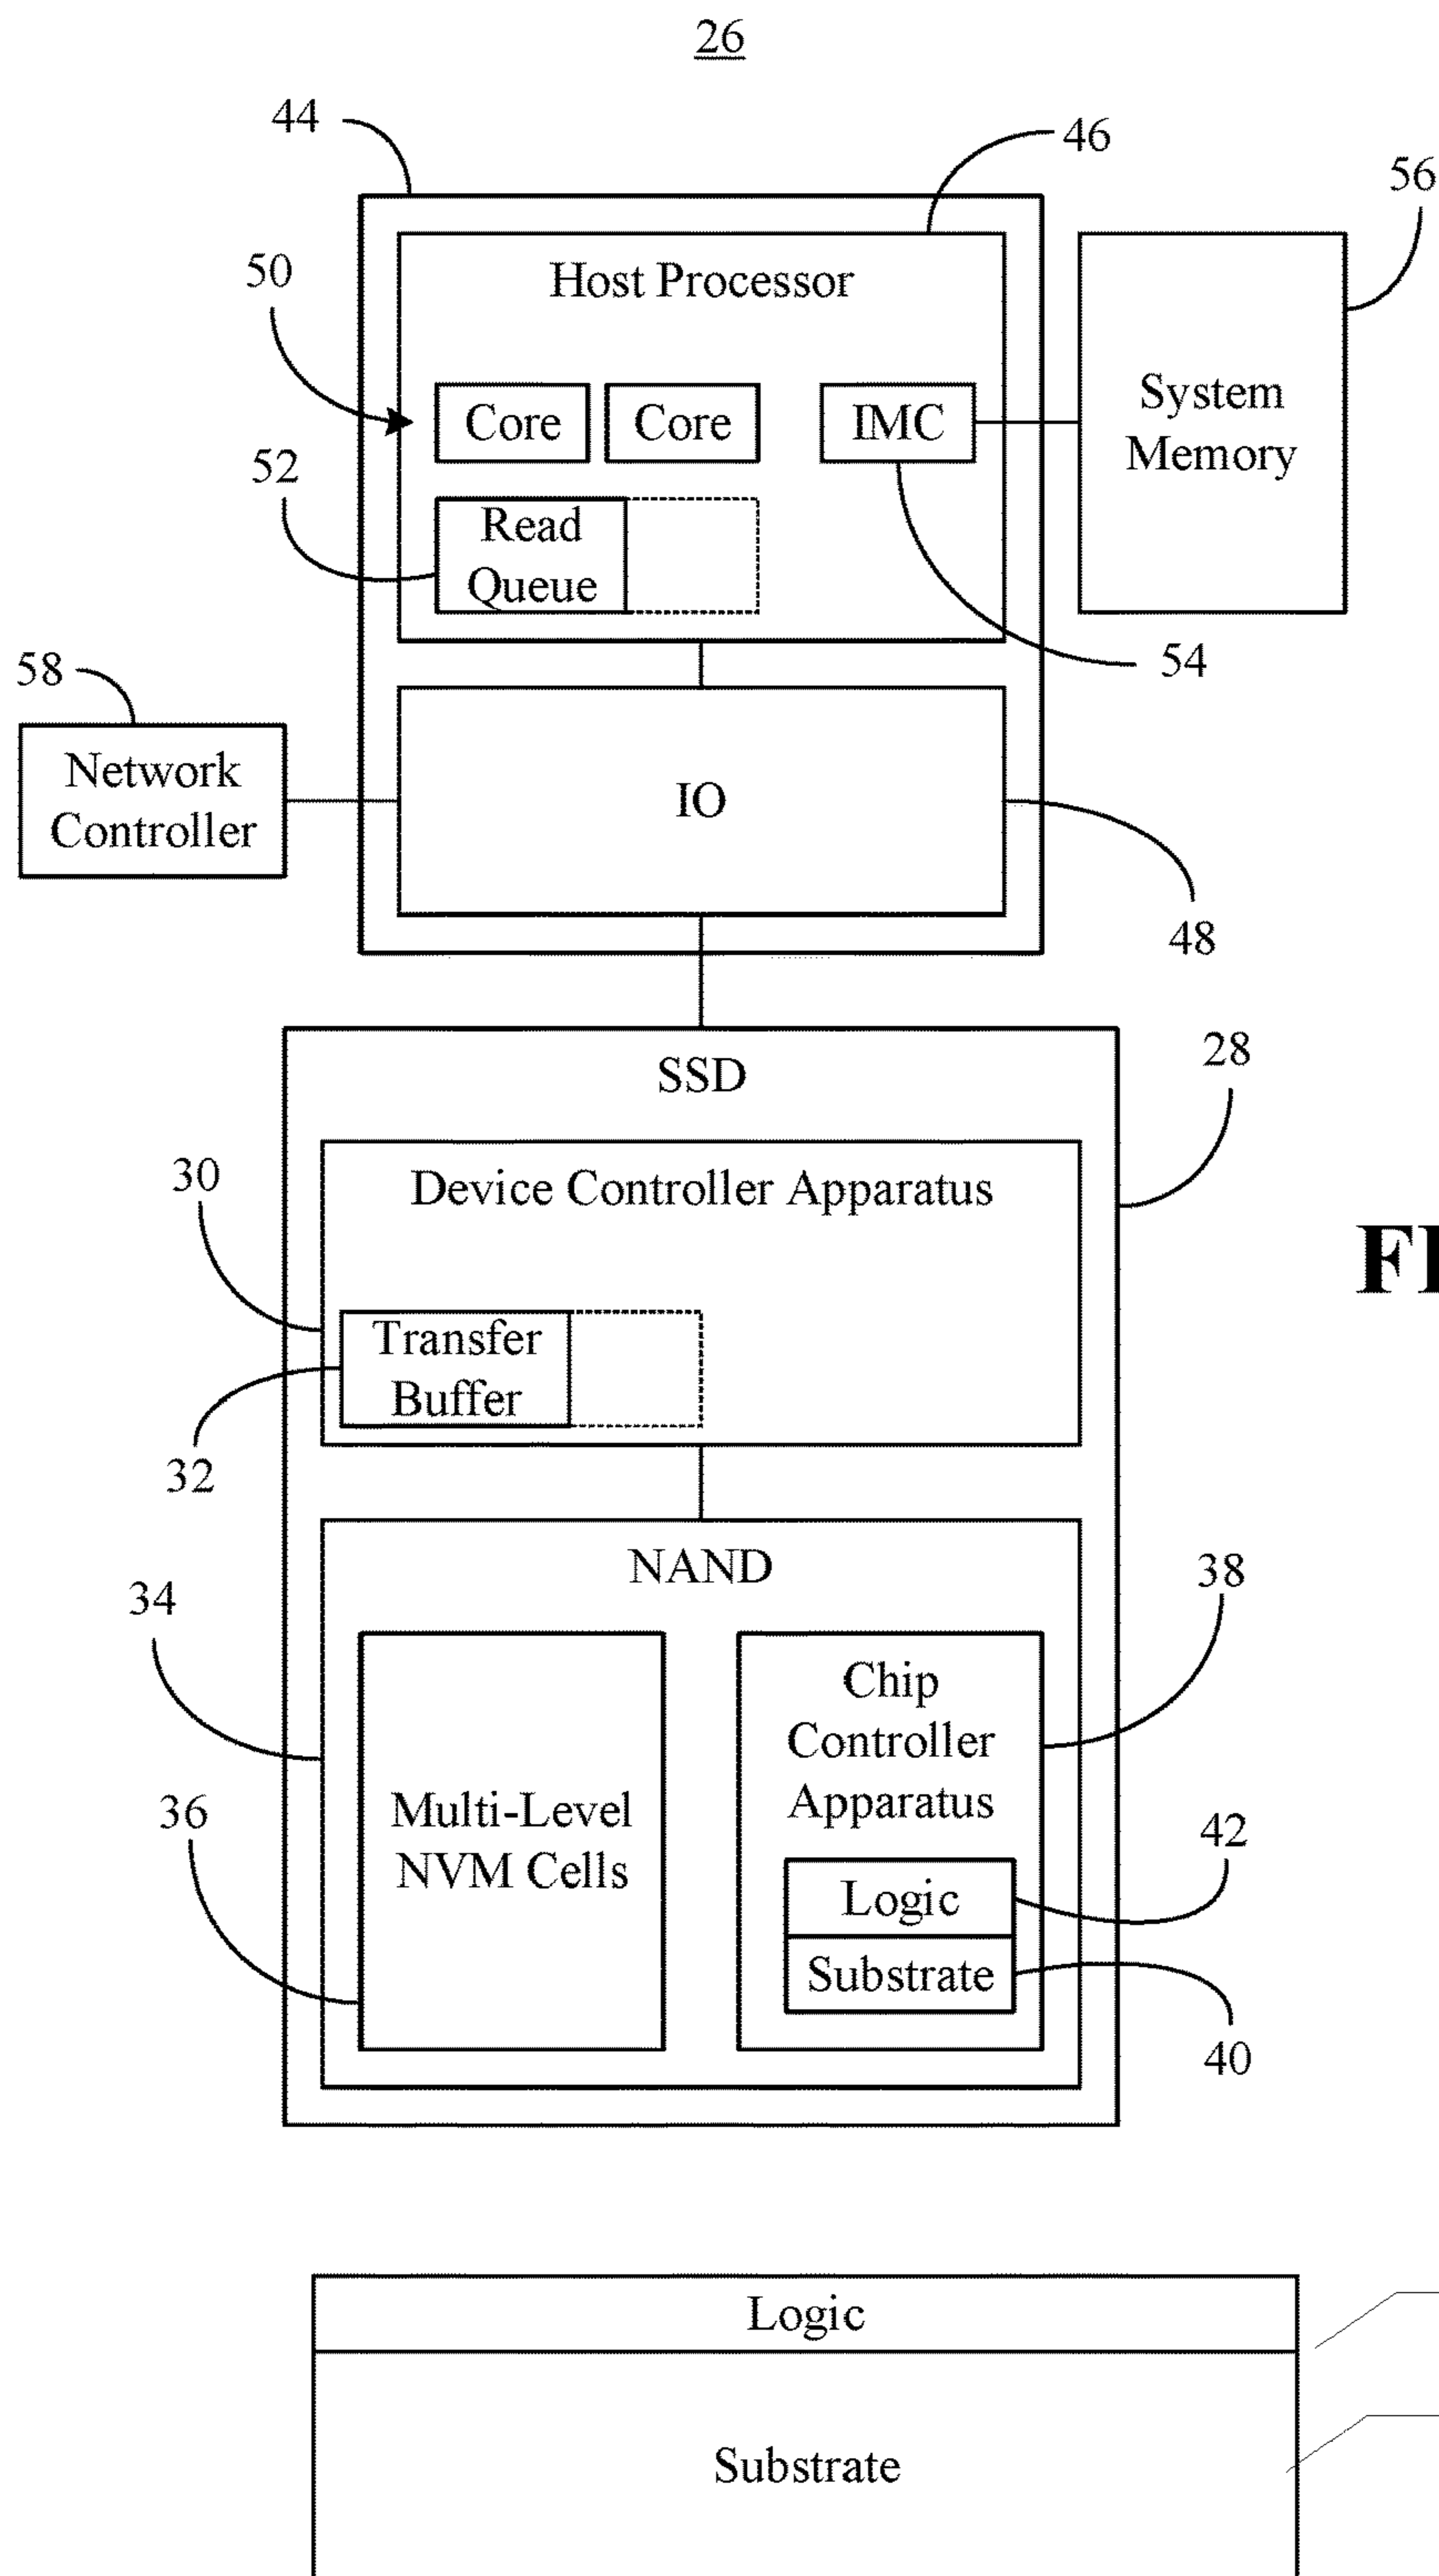 26
44
46
56
50
Host Processor
Core
Core
IMC
System
Memory
52
Read
Queue
54
58
Network
Controller
IO
48
SSD
28
30
Device Controller Apparatus
Transfer
Buffer
32
NAND
34
38
Chip
Controller
Apparatus
36
Multi-Level
NVM Cells
42
Logic
Substrate
40
Logic
Substrate